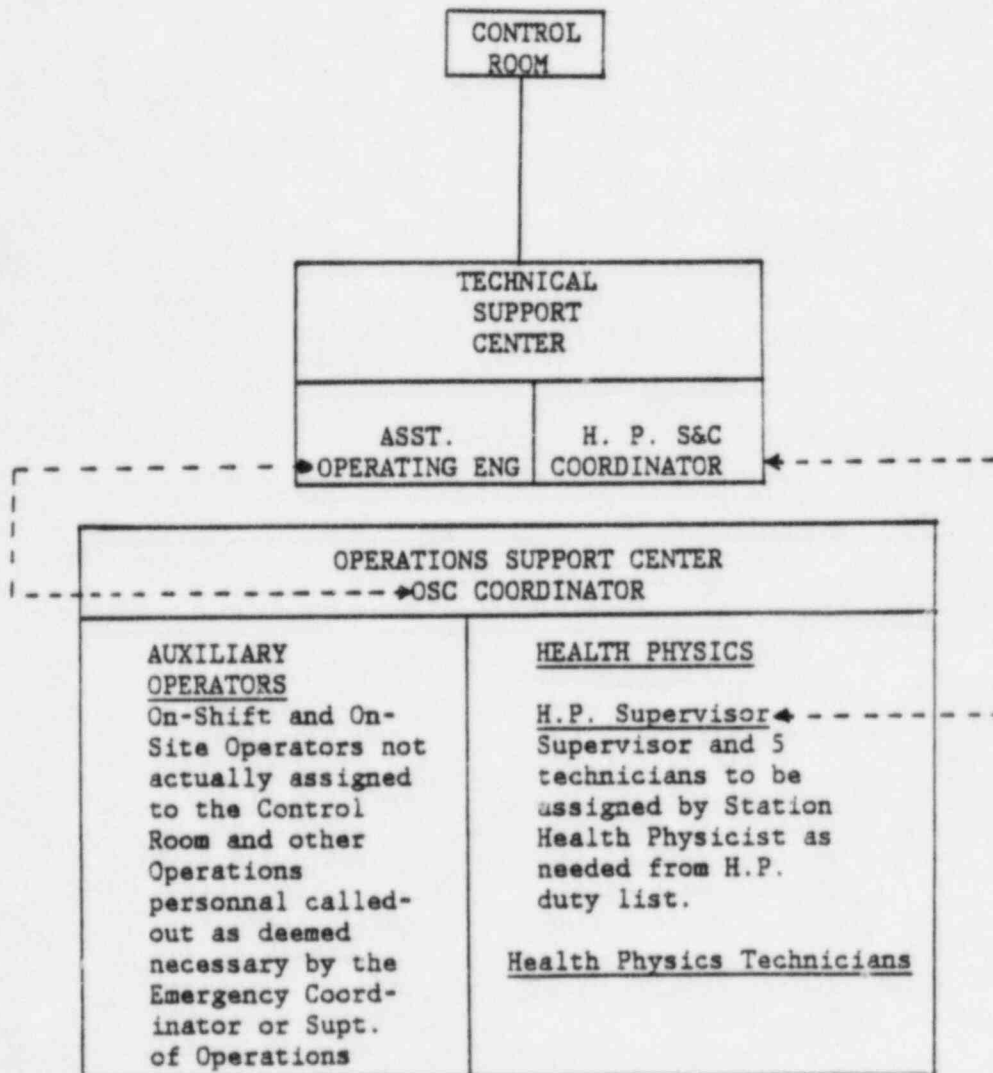 CONTROL
ROOM
TECHNICAL
SUPPORT
CENTER
ASST.
OPERATING ENG
H. P. S&C
COORDINATOR
OPERATIONS SUPPORT CENTER
OSC COORDINATOR
AUXILIARY
OPERATORS
On-Shift and On-
Site Operators not
actually assigned
to the Control
Room and other
Operations
personnal called-
out as deemed
necessary by the
Emergency Coord-
inator or Supt.
of Operations
HEALTH PHYSICS
H.P. Supervisor
Supervisor and 5
technicians to be
assigned by Station
Health Physicist as
needed from H.P.
duty list.
Health Physics Technicians